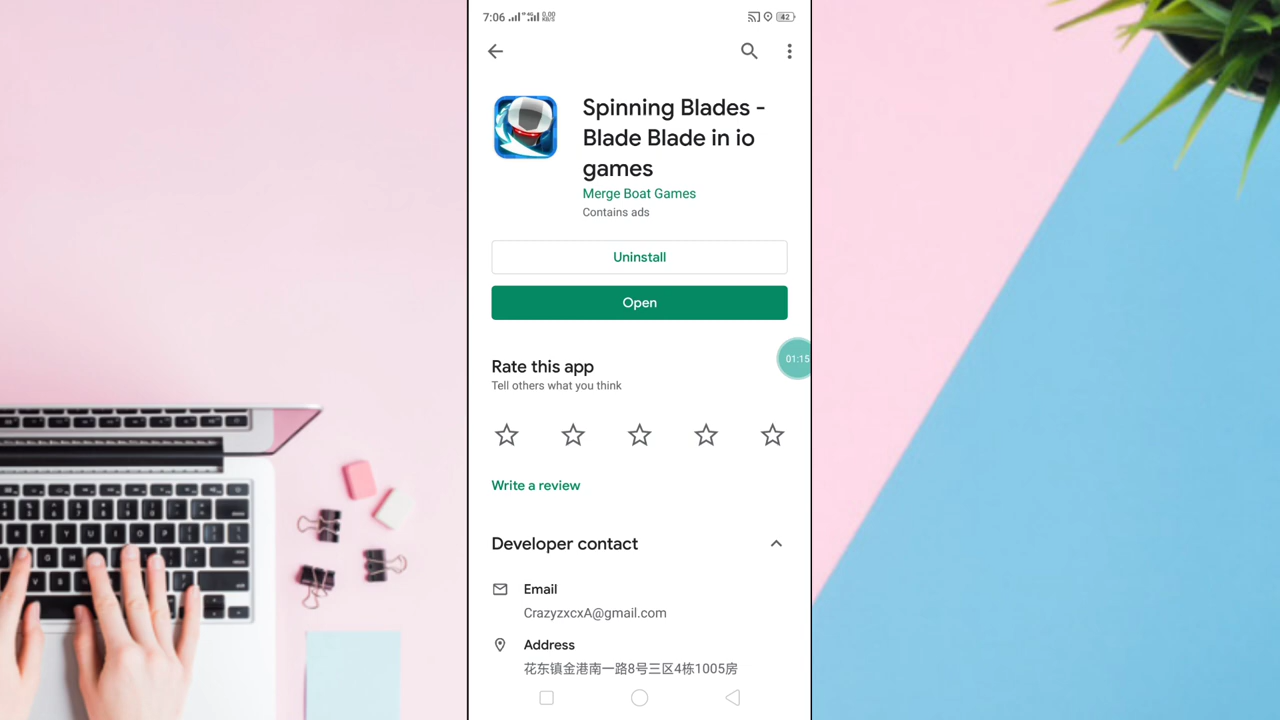 7:06
42
Spinning Blades -
Blade Blade in io
games
Merge Boat Games
Contains ads
Uninstall
Open
01:15
Rate this app
Tell others what you think
Write a review
Developer contact
Email
CrazyzxcxA@gmail.com
Address
花东镇金港南一路8号三区4栋1005房